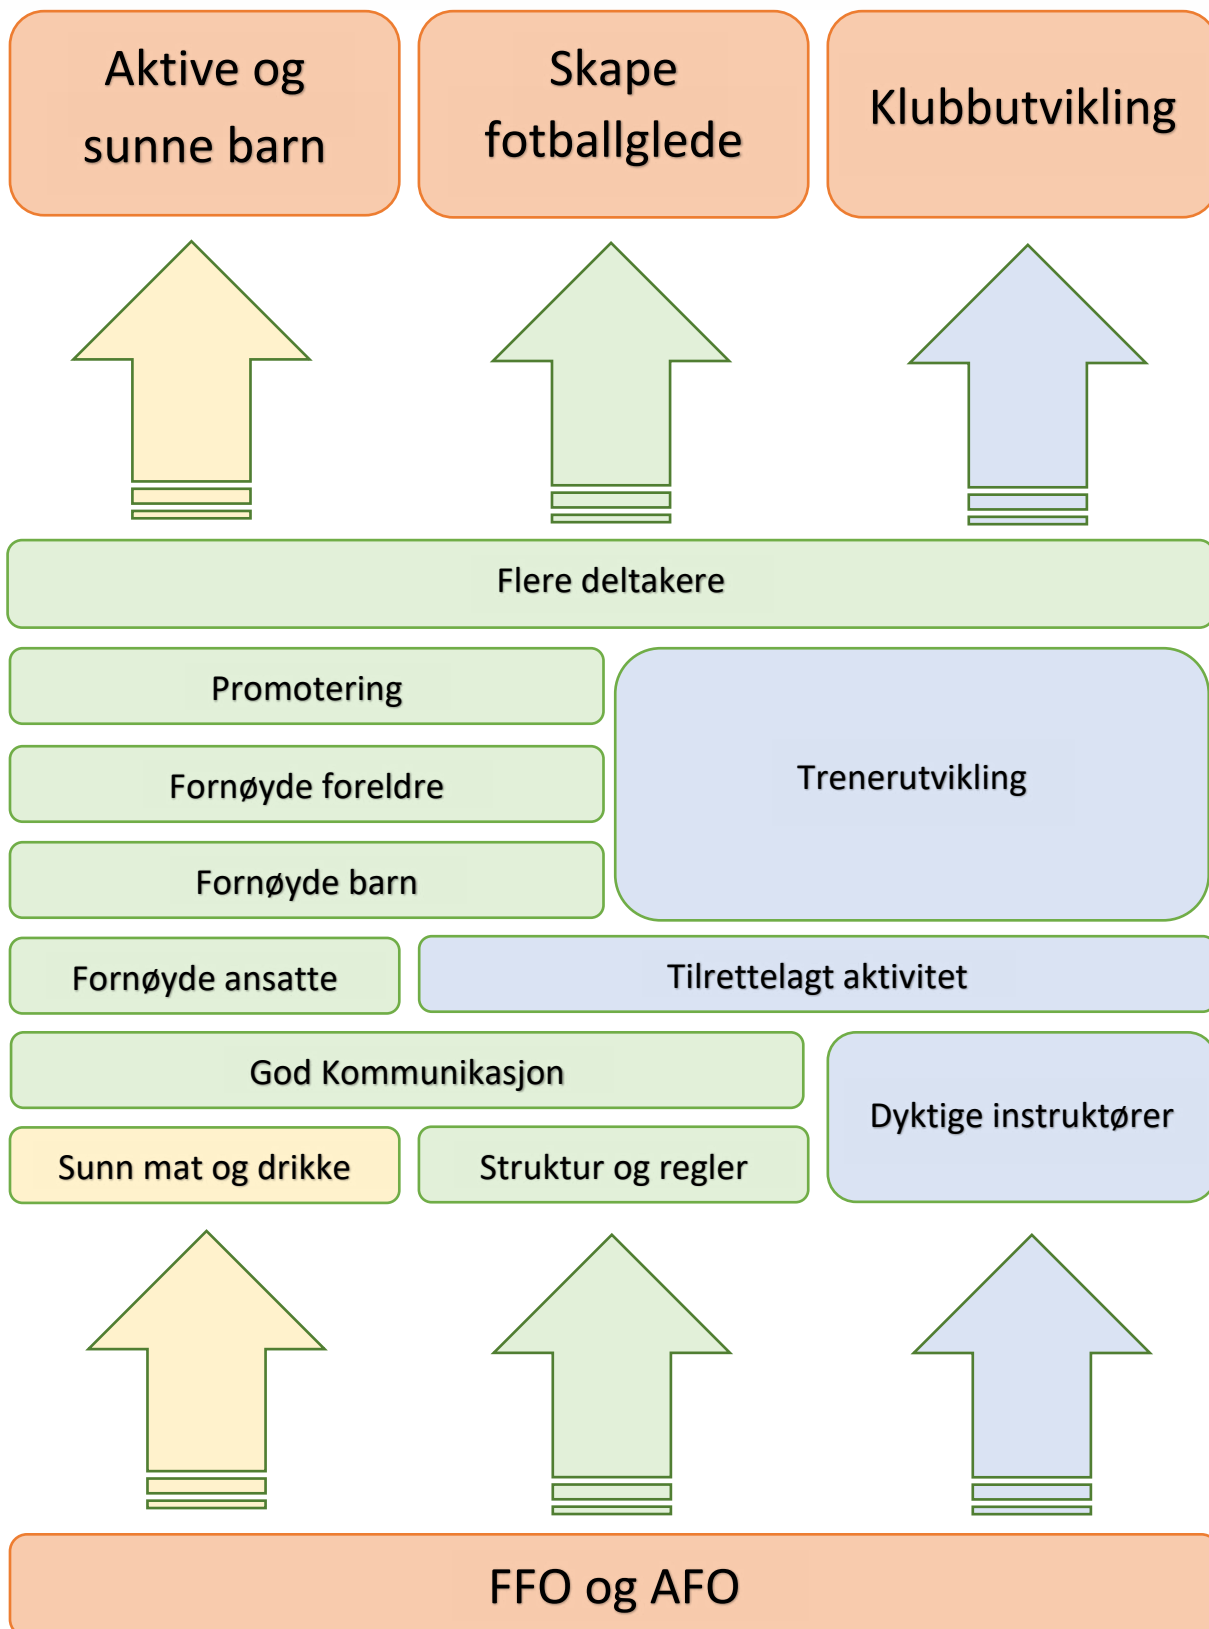 Aktive og
sunne barn
Skape
fotballglede
Klubbutvikling
Flere deltakere
Promotering
Trenerutvikling
Fornøyde foreldre
Fornøyde barn
Fornøyde ansatte
Tilrettelagt aktivitet
God Kommunikasjon
Dyktige instruktører
Sunn mat og drikke
Struktur og regler
FFO og AFO